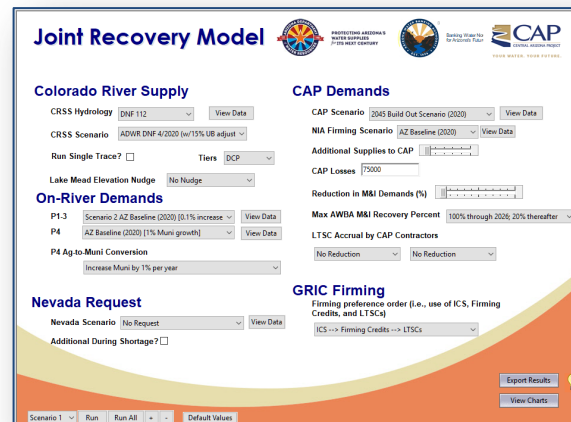 Joint Recovery Model
PROTECTING ARIZONA'S
WATER SUPPLIES
for ITS NEXT CENTURY
Banking Water Now
for Arizona's Future
CAP
CENTRAL ARIZONA PROJECT
YOUR WATER. YOUR FUTURE.
Colorado River Supply
CRSS Hydrology DNF 112 View Data
CRSS Scenario ADWR DNF 4/2020 (w/15% UB adjust
Run Single Trace? Tiers DCP
Lake Mead Elevation Nudge No Nudge
On-River Demands
P1-3 Scenario 2 AZ Baseline (2020) [0.1% increase View Data
P4 AZ Baseline (2020) [1% Muni growth] View Data
P4 Ag-to-Muni Conversion
Increase Muni by 1% per year
Nevada Request
Nevada Scenario No Request View Data
Additional During Shortage?
CAP Demands
CAP Scenario 2045 Build Out Scenario (2020) View Data
NIA Firming Scenario AZ Baseline (2020) View Data
Additional Supplies to CAP
CAP Losses 75000
Reduction in M&I Demands (%)
Max AWBA M&I Recovery Percent 100% through 2026; 20% thereafter
LTSC Accrual by CAP Contractors
No Reduction No Reduction
GRIC Firming
Firming preference order (i.e., use of ICS, Firming
Credits, and LTSCs)
ICS --> Firming Credits --> LTSCs
Export Results
View Charts
Scenario 1 Run Run All + - Default Values